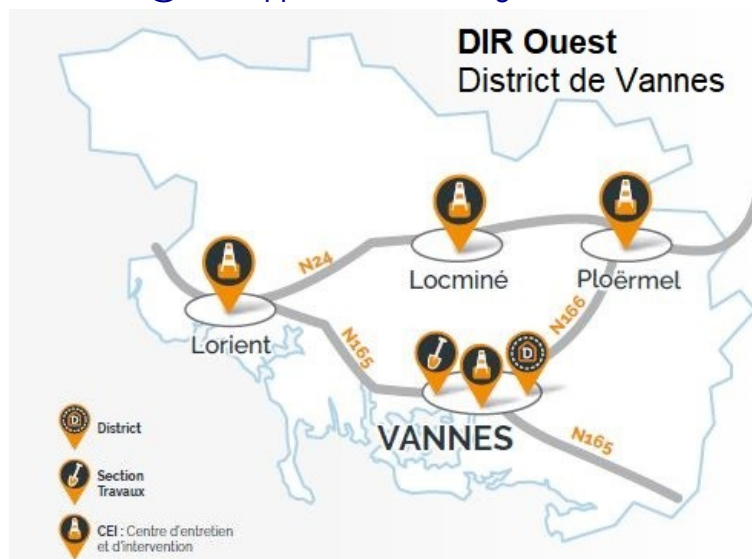 DIR Ouest
District de Vannes
Locminé
Ploërmel
N24
Lorient
N165
N166
D
VANNES
N165
D
District
Section
Travaux
CEI : Centre d'entretien
et d'intervention